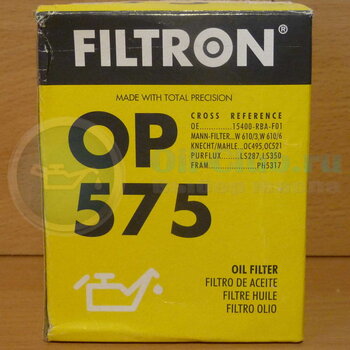 FILTRON®
MADE WITH TOTAL PRECISION
OP
575
CROSS REFERENCE
OE..............15400-RBA-F01
MANN-FILTER...W 610/3,W 610/6
KNECHT/MAHLE...OC495,OC521
PURFLUX........LS287,LS350
FRAM............PH5317
OIL FILTER
FILTRO DE ACEITE
FILTRE HUILE
FILTRO OLIO